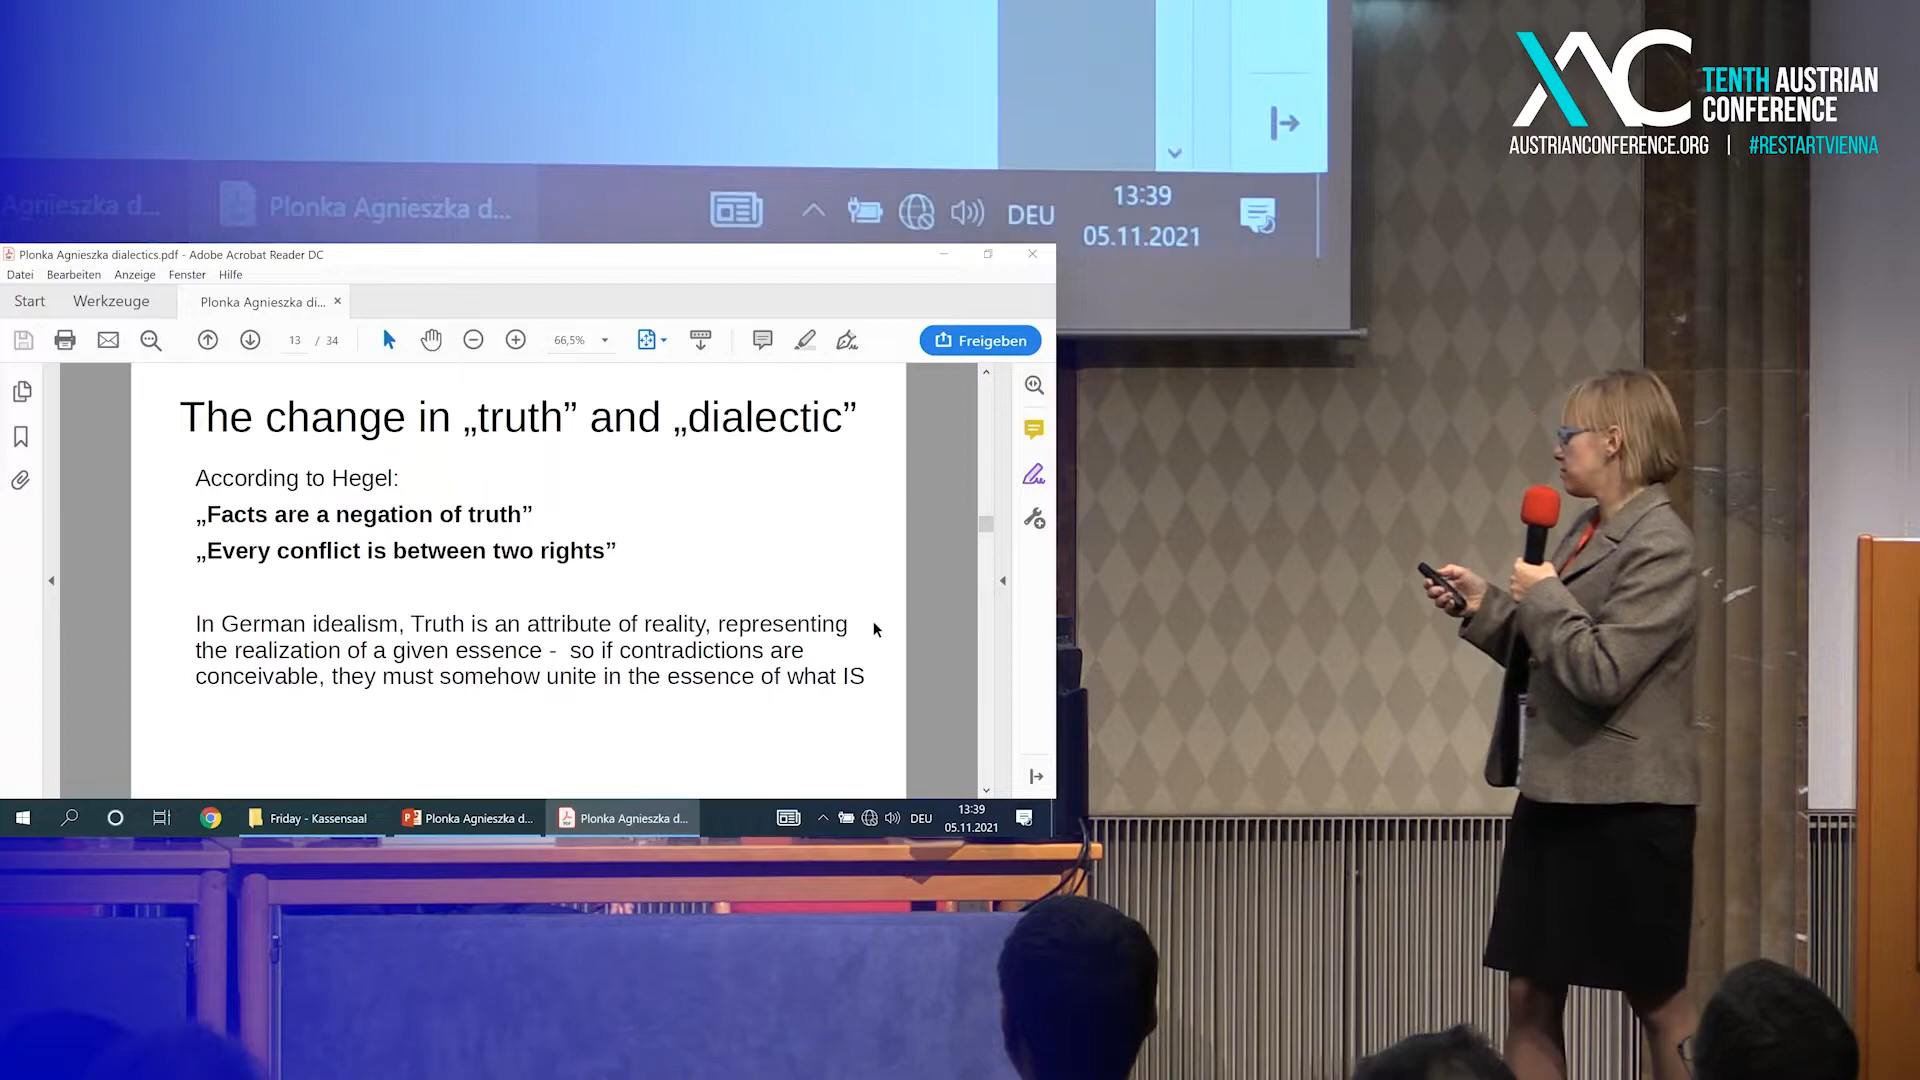 XAC
TENTH AUSTRIAN
CONFERENCE
AUSTRIANCONFERENCE.ORG | #RESTARTVIENNA
Agnieszka d...
Plonka Agnieszka d...
DEU
13:39
05.11.2021
Plonka Agnieszka dialectics.pdf - Adobe Acrobat Reader DC
Datei Bearbeiten Anzeige Fenster Hilfe
Start Werkzeuge Plonka Agnieszka di... ×
13 / 34 66,5% Freigeben
The change in „truth” and „dialectic”
According to Hegel:
„Facts are a negation of truth”
„Every conflict is between two rights”
In German idealism, Truth is an attribute of reality, representing
the realization of a given essence - so if contradictions are
conceivable, they must somehow unite in the essence of what IS
Friday - Kassensaal
Plonka Agnieszka d...
Plonka Agnieszka d...
DEU
13:39
05.11.2021